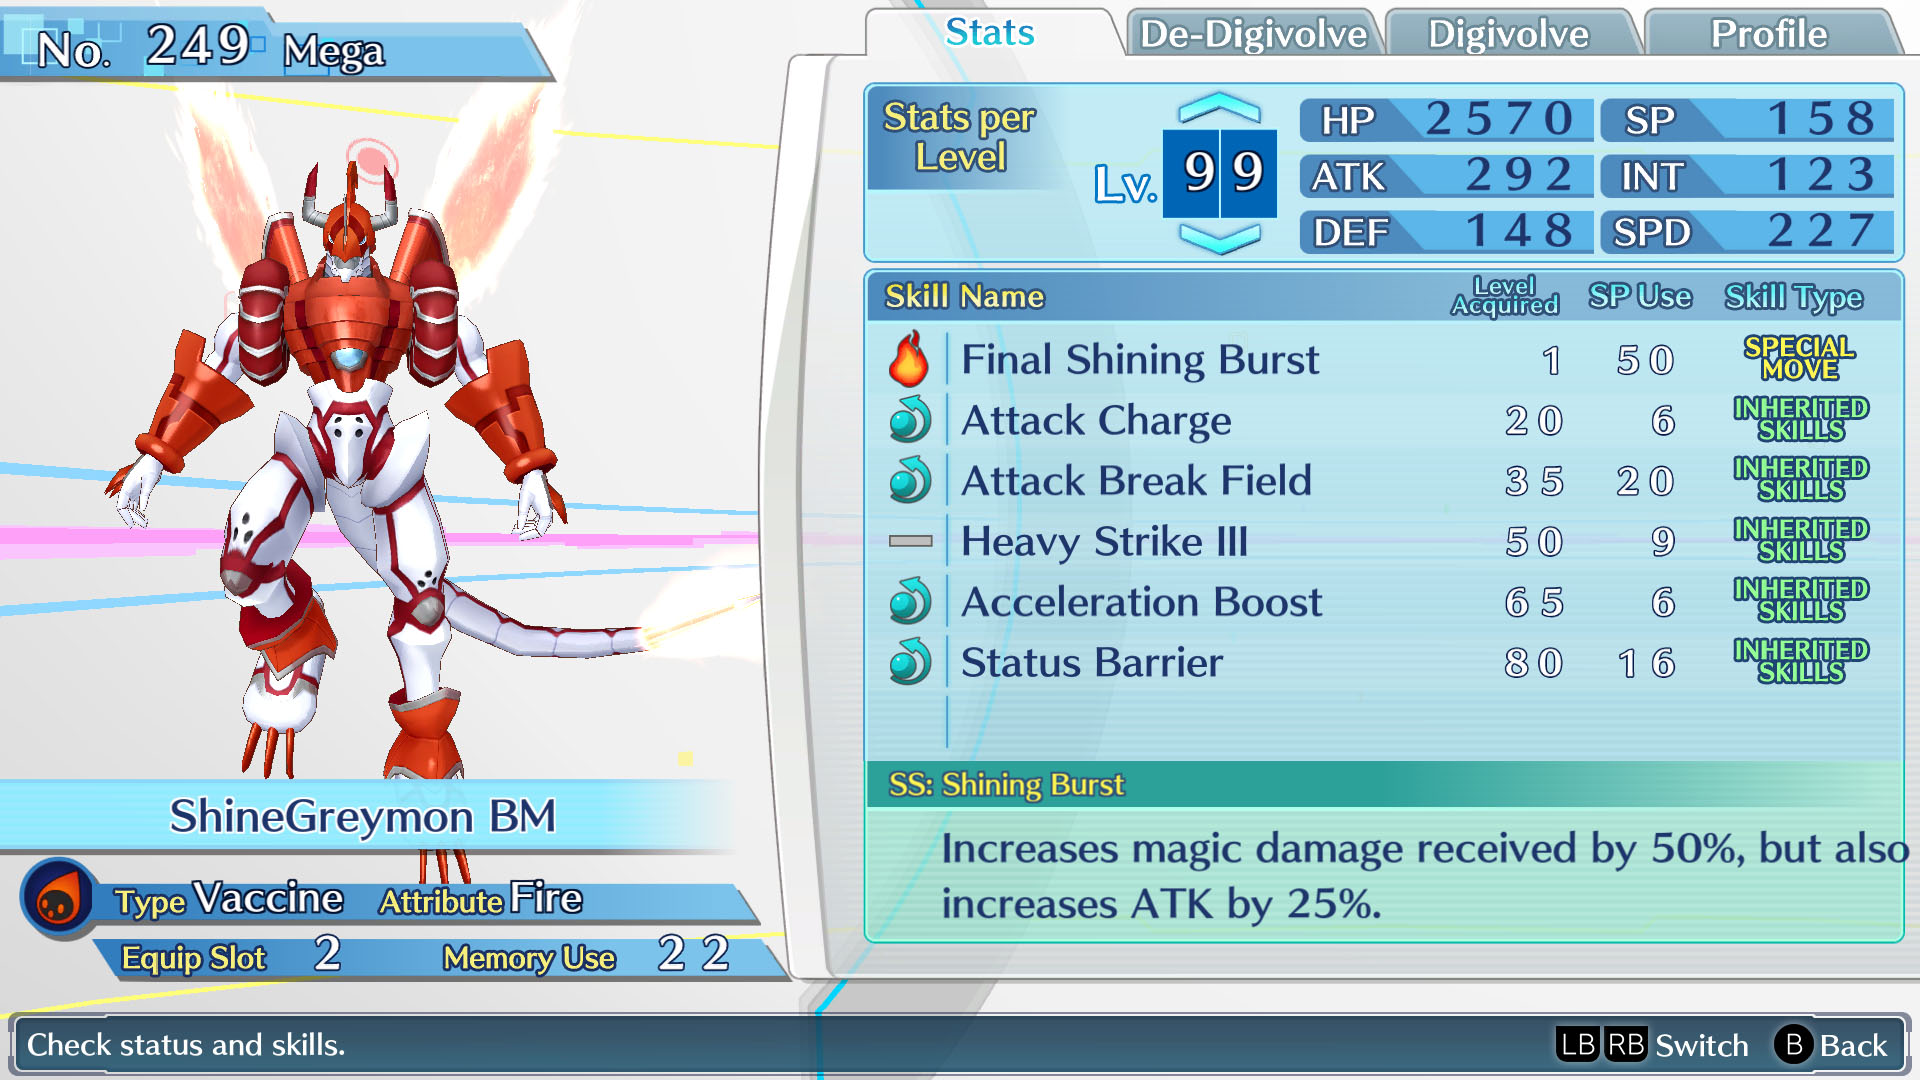 No. 249 Mega
Stats De-Digivolve Digivolve Profile
Stats per
Level
Lv. 99
HP 2570 SP 158
ATK 292 INT 123
DEF 148 SPD 227
Skill Name Level Acquired SP Use Skill Type
Final Shining Burst 1 50 SPECIAL MOVE
Attack Charge 20 6 INHERITED SKILLS
Attack Break Field 35 20 INHERITED SKILLS
Heavy Strike III 50 9 INHERITED SKILLS
Acceleration Boost 65 6 INHERITED SKILLS
Status Barrier 80 16 INHERITED SKILLS
SS: Shining Burst
Increases magic damage received by 50%, but also
increases ATK by 25%.
ShineGreymon BM
Type Vaccine Attribute Fire
Equip Slot 2 Memory Use 22
Check status and skills.
LB RB Switch B Back